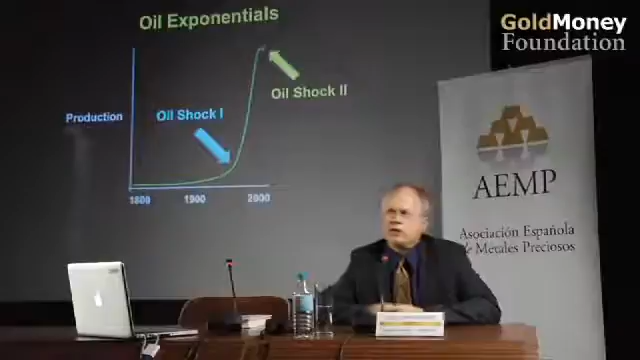 GoldMoney
Foundation
Oil Exponentials
Oil Shock II
Production
Oil Shock I
1800 1900 2000
AEMP
Asociación Española
de Metales Preciosos